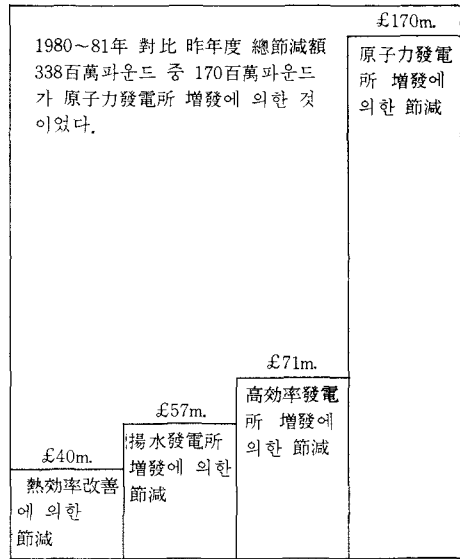 £170m.
1980~81年 對比 昨年度 總節減額
338百萬파운드 중 170百萬파운드
가 原子力發電所 增發에 의한 것
이었다.
原子力發電
所 增發에
의한 節減
£71m.
高効率發電
所 增發에
의한 節減
£57m.
揚水發電所
增發에 의한
節減
£40m.
熱効率改善
에 의한
節減